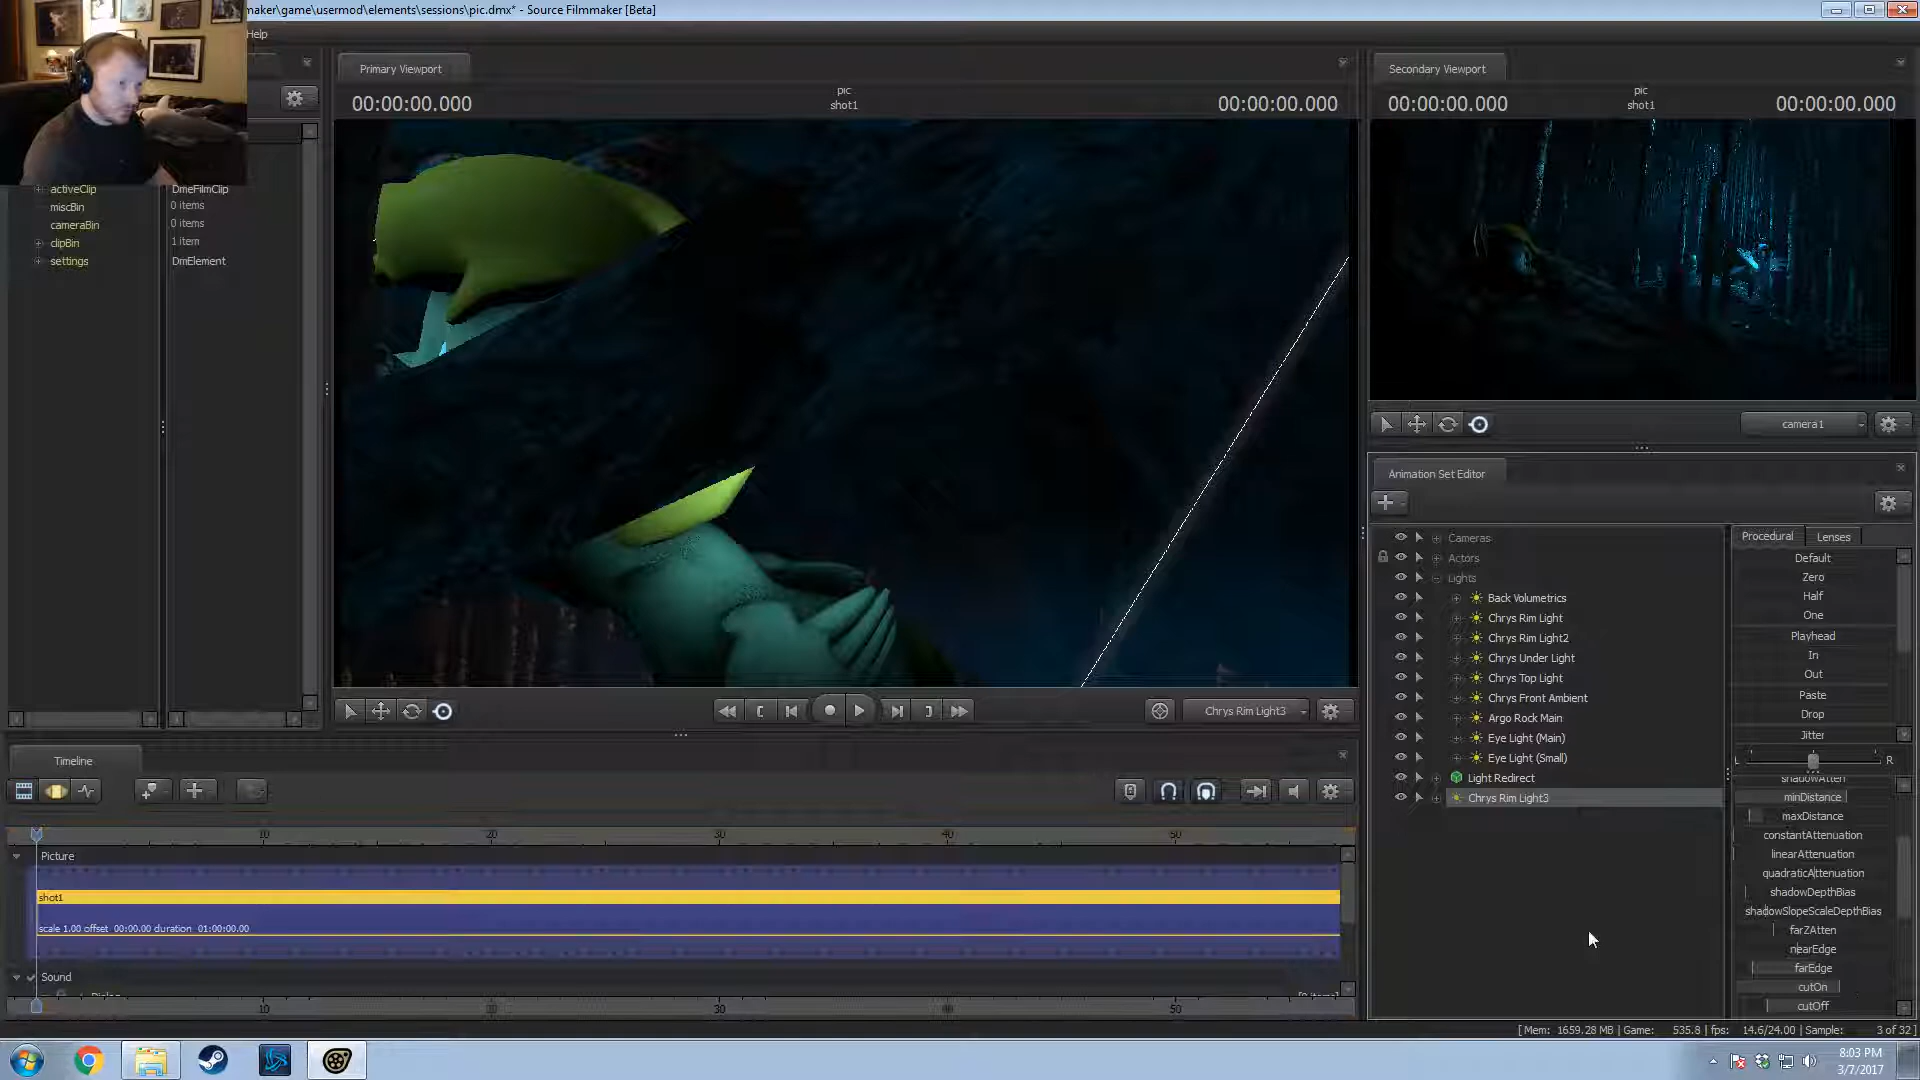 maker\game\usermod\elements\sessions\pic.dmx* - Source Filmmaker [Beta]
Help
Primary Viewport
00:00:00.000
pic
shot1
00:00:00.000
Secondary Viewport
00:00:00.000
pic
shot1
00:00:00.000
activeClip DmeFilmClip
miscBin 0 items
cameraBin 0 items
clipBin 1 item
settings DmElement
camera1
Animation Set Editor
Cameras
Actors
Lights
Back Volumetrics
Chrys Rim Light
Chrys Rim Light2
Chrys Under Light
Chrys Top Light
Chrys Front Ambient
Argo Rock Main
Eye Light (Main)
Eye Light (Small)
Light Redirect
Chrys Rim Light3
Procedural Lenses
Default
Zero
Half
One
Playhead
In
Out
Paste
Drop
Jitter
L R
shadowAtten
minDistance
maxDistance
constantAttenuation
linearAttenuation
quadraticAttenuation
shadowDepthBias
shadowSlopeScaleDepthBias
farZAtten
nearEdge
farEdge
cutOn
cutOff
Chrys Rim Light3
Timeline
10 20 30 40 50
Picture
shot1
scale 1.00 offset 00:00.00 duration 01:00:00.00
Sound
10 30 50
[ Mem: 1659.28 MB | Game: 535.8 | fps: 14.6/24.00 | Sample: 3 of 32 ]
8:03 PM
3/7/2017